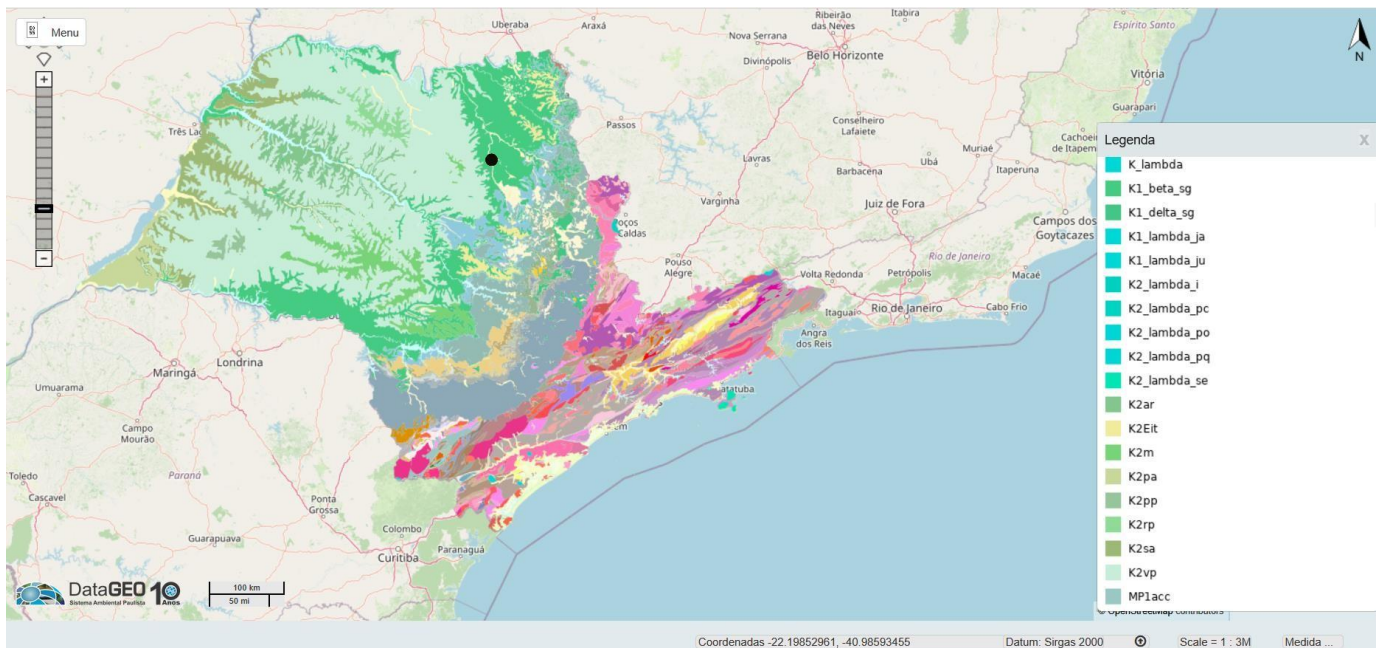 Menu
Uberaba
Araxá
Ribeirão
das Neves
Itabira
Espírito Santo
Nova Serrana
Belo Horizonte
Divinópolis
Vitória
N
Guarapari
Três La
Passos
Conselheiro
Lafaiete
Cachoei
de Itapem
Lavras
Barbacena
Ubá
Muriaé
Itaperuna
Varginha
Juiz de Fora
Campos dos
Goytacazes
oços
Caldas
Pouso
Alegre
Volta Redonda
Petrópolis
Rio de Janeiro
Macaé
Itaguaí
Rio de Janeiro
Cabo Frio
Angra
dos Reis
Londrina
Maringá
Umuarama
atatuba
em
Campo
Mourão
Toledo
Paraná
Cascavel
Ponta
Grossa
Guarapuava
Colombo
Curitiba
Paranaguá
Legenda X
K_lambda
K1_beta_sg
K1_delta_sg
K1_lambda_ja
K1_lambda_ju
K2_lambda_i
K2_lambda_pc
K2_lambda_po
K2_lambda_pq
K2_lambda_se
K2ar
K2Eit
K2m
K2pa
K2pp
K2rp
K2sa
K2vp
MP1acc
DataGEO 10
Sistema Ambiental Paulista Anos
100 km
50 mi
© OpenStreetMap contributors
Coordenadas -22.19852961, -40.98593455 Datum: Sirgas 2000 Scale = 1 : 3M Medida ...